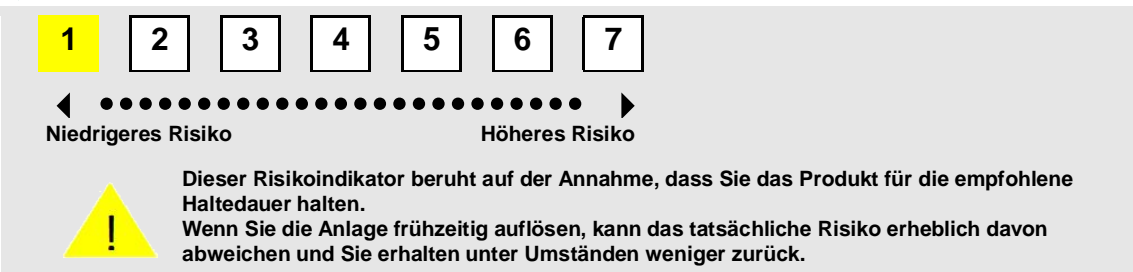 1 2 3 4 5 6 7
Niedrigeres Risiko Höheres Risiko
Dieser Risikoindikator beruht auf der Annahme, dass Sie das Produkt für die empfohlene
Haltedauer halten.
Wenn Sie die Anlage frühzeitig auflösen, kann das tatsächliche Risiko erheblich davon
abweichen und Sie erhalten unter Umständen weniger zurück.
!